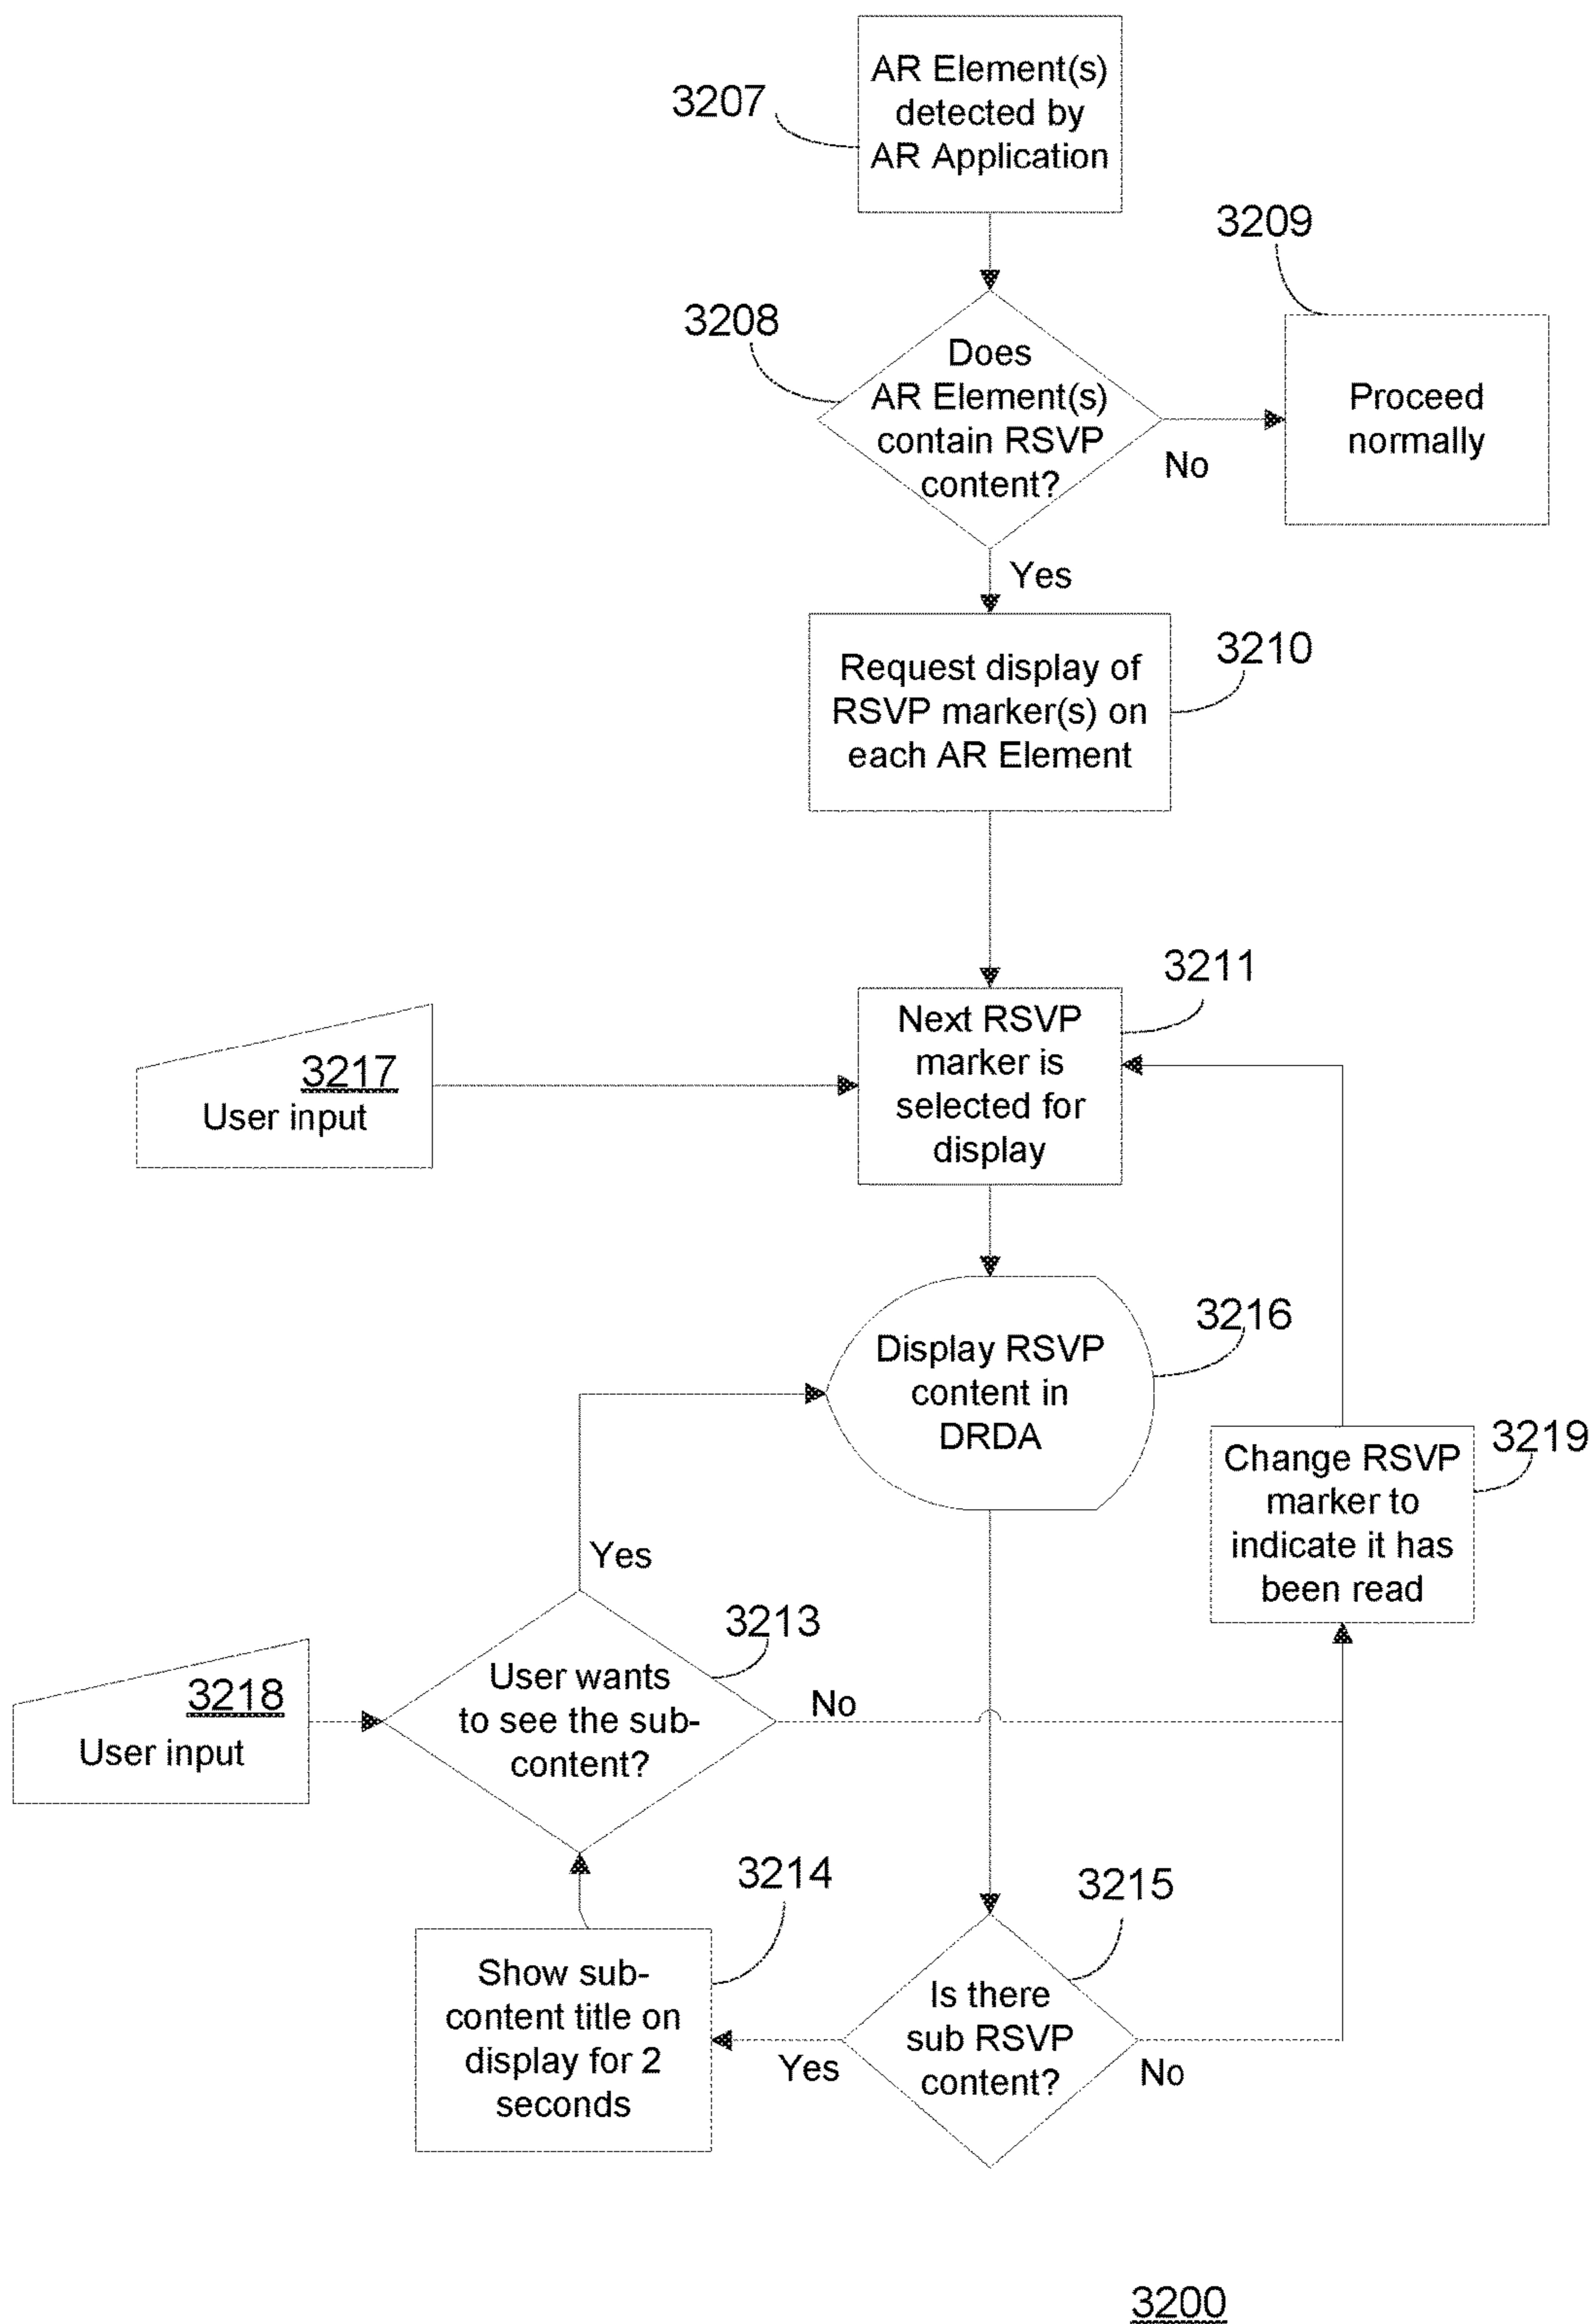 AR Element(s)
detected by
AR Application
3207
3209
3208
Does
AR Element(s)
contain RSVP
content?
Proceed
normally
No
Yes
Request display of
RSVP marker(s) on
each AR Element
3210
3211
Next RSVP
marker is
selected for
display
3217
User input
3216
Display RSVP
content in
DRDA
3219
Change RSVP
marker to
indicate it has
been read
Yes
3213
User wants
to see the sub-
content?
No
3218
User input
3214
3215
Show sub-
content title on
display for 2
seconds
Is there
sub RSVP
content?
Yes
No
3200